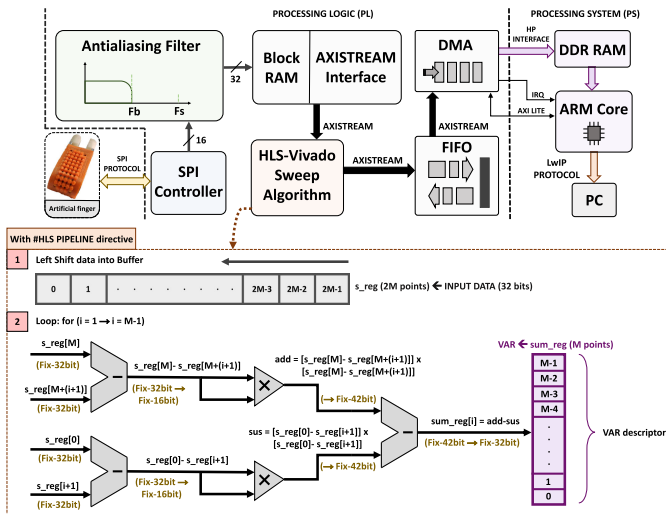 PROCESSING LOGIC (PL)
PROCESSING SYSTEM (PS)
Antialiasing Filter
Fb
Fs
32
Block
RAM
AXISTREAM
Interface
DMA
HP
INTERFACE
DDR RAM
IRQ
AXI LITE
ARM Core
16
AXISTREAM
AXISTREAM
SPI
PROTOCOL
Artificial finger
SPI
Controller
HLS-Vivado
Sweep
Algorithm
AXISTREAM
FIFO
LwIP
PROTOCOL
PC
With #HLS PIPELINE directive
1
Left Shift data into Buffer
0
1
. . . . . . . . .
2M-3
2M-2
2M-1
s_reg (2M points) ← INPUT DATA (32 bits)
2
Loop: for (i = 1 → i = M-1)
s_reg[M]
(Fix-32bit)
s_reg[M+(i+1)]
(Fix-32bit)
−
s_reg[M]- s_reg[M+(i+1)]
(Fix-32bit →
Fix-16bit)
×
add = [s_reg[M]- s_reg[M+(i+1)]] x
[s_reg[M]- s_reg[M+(i+1)]]
(→ Fix-42bit)
s_reg[0]
(Fix-32bit)
s_reg[i+1]
(Fix-32bit)
−
s_reg[0]- s_reg[i+1]
(Fix-32bit →
Fix-16bit)
×
sus = [s_reg[0]- s_reg[i+1]] x
[s_reg[0]- s_reg[i+1]]
(→ Fix-42bit)
−
sum_reg[i] = add-sus
(Fix-42bit → Fix-32bit)
VAR ← sum_reg (M points)
M-1
M-2
M-3
M-4
.
.
.
.
1
0
VAR descriptor